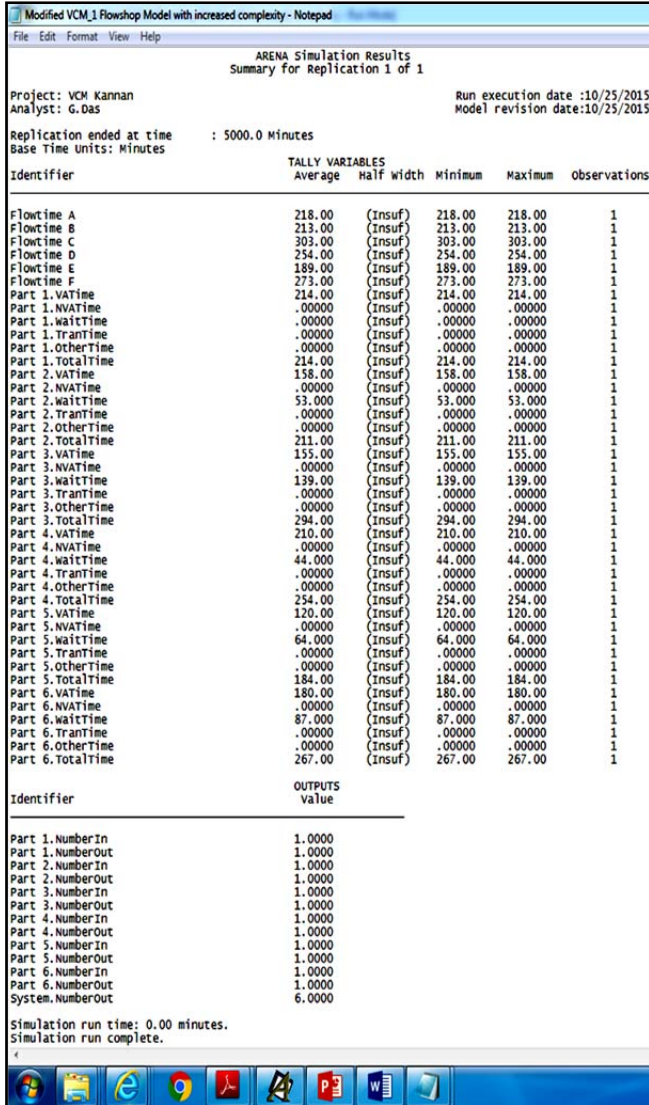 Modified VCM_1 Flowshop Model with increased complexity - Notepad
File Edit Format View Help
ARENA Simulation Results
Summary for Replication 1 of 1
Project: VCM Kannan Run execution date :10/25/2015
Analyst: G.Das Model revision date:10/25/2015
Replication ended at time : 5000.0 Minutes
Base Time Units: Minutes
TALLY VARIABLES
Identifier Average Half Width Minimum Maximum Observations
Flowtime A 218.00 (Insuf) 218.00 218.00 1
Flowtime B 213.00 (Insuf) 213.00 213.00 1
Flowtime C 303.00 (Insuf) 303.00 303.00 1
Flowtime D 254.00 (Insuf) 254.00 254.00 1
Flowtime E 189.00 (Insuf) 189.00 189.00 1
Flowtime F 273.00 (Insuf) 273.00 273.00 1
Part 1.VATime 214.00 (Insuf) 214.00 214.00 1
Part 1.NVATime .00000 (Insuf) .00000 .00000 1
Part 1.WaitTime .00000 (Insuf) .00000 .00000 1
Part 1.TranTime .00000 (Insuf) .00000 .00000 1
Part 1.OtherTime .00000 (Insuf) .00000 .00000 1
Part 1.TotalTime 214.00 (Insuf) 214.00 214.00 1
Part 2.VATime 158.00 (Insuf) 158.00 158.00 1
Part 2.NVATime .00000 (Insuf) .00000 .00000 1
Part 2.WaitTime 53.000 (Insuf) 53.000 53.000 1
Part 2.TranTime .00000 (Insuf) .00000 .00000 1
Part 2.OtherTime .00000 (Insuf) .00000 .00000 1
Part 2.TotalTime 211.00 (Insuf) 211.00 211.00 1
Part 3.VATime 155.00 (Insuf) 155.00 155.00 1
Part 3.NVATime .00000 (Insuf) .00000 .00000 1
Part 3.WaitTime 139.00 (Insuf) 139.00 139.00 1
Part 3.TranTime .00000 (Insuf) .00000 .00000 1
Part 3.OtherTime .00000 (Insuf) .00000 .00000 1
Part 3.TotalTime 294.00 (Insuf) 294.00 294.00 1
Part 4.VATime 210.00 (Insuf) 210.00 210.00 1
Part 4.NVATime .00000 (Insuf) .00000 .00000 1
Part 4.WaitTime 44.000 (Insuf) 44.000 44.000 1
Part 4.TranTime .00000 (Insuf) .00000 .00000 1
Part 4.OtherTime .00000 (Insuf) .00000 .00000 1
Part 4.TotalTime 254.00 (Insuf) 254.00 254.00 1
Part 5.VATime 120.00 (Insuf) 120.00 120.00 1
Part 5.NVATime .00000 (Insuf) .00000 .00000 1
Part 5.WaitTime 64.000 (Insuf) 64.000 64.000 1
Part 5.TranTime .00000 (Insuf) .00000 .00000 1
Part 5.OtherTime .00000 (Insuf) .00000 .00000 1
Part 5.TotalTime 184.00 (Insuf) 184.00 184.00 1
Part 6.VATime 180.00 (Insuf) 180.00 180.00 1
Part 6.NVATime .00000 (Insuf) .00000 .00000 1
Part 6.WaitTime 87.000 (Insuf) 87.000 87.000 1
Part 6.TranTime .00000 (Insuf) .00000 .00000 1
Part 6.OtherTime .00000 (Insuf) .00000 .00000 1
Part 6.TotalTime 267.00 (Insuf) 267.00 267.00 1
OUTPUTS
Identifier Value
Part 1.NumberIn 1.0000
Part 1.NumberOut 1.0000
Part 2.NumberIn 1.0000
Part 2.NumberOut 1.0000
Part 3.NumberIn 1.0000
Part 3.NumberOut 1.0000
Part 4.NumberIn 1.0000
Part 4.NumberOut 1.0000
Part 5.NumberIn 1.0000
Part 5.NumberOut 1.0000
Part 6.NumberIn 1.0000
Part 6.NumberOut 1.0000
System.NumberOut 6.0000
Simulation run time: 0.00 minutes.
Simulation run complete.